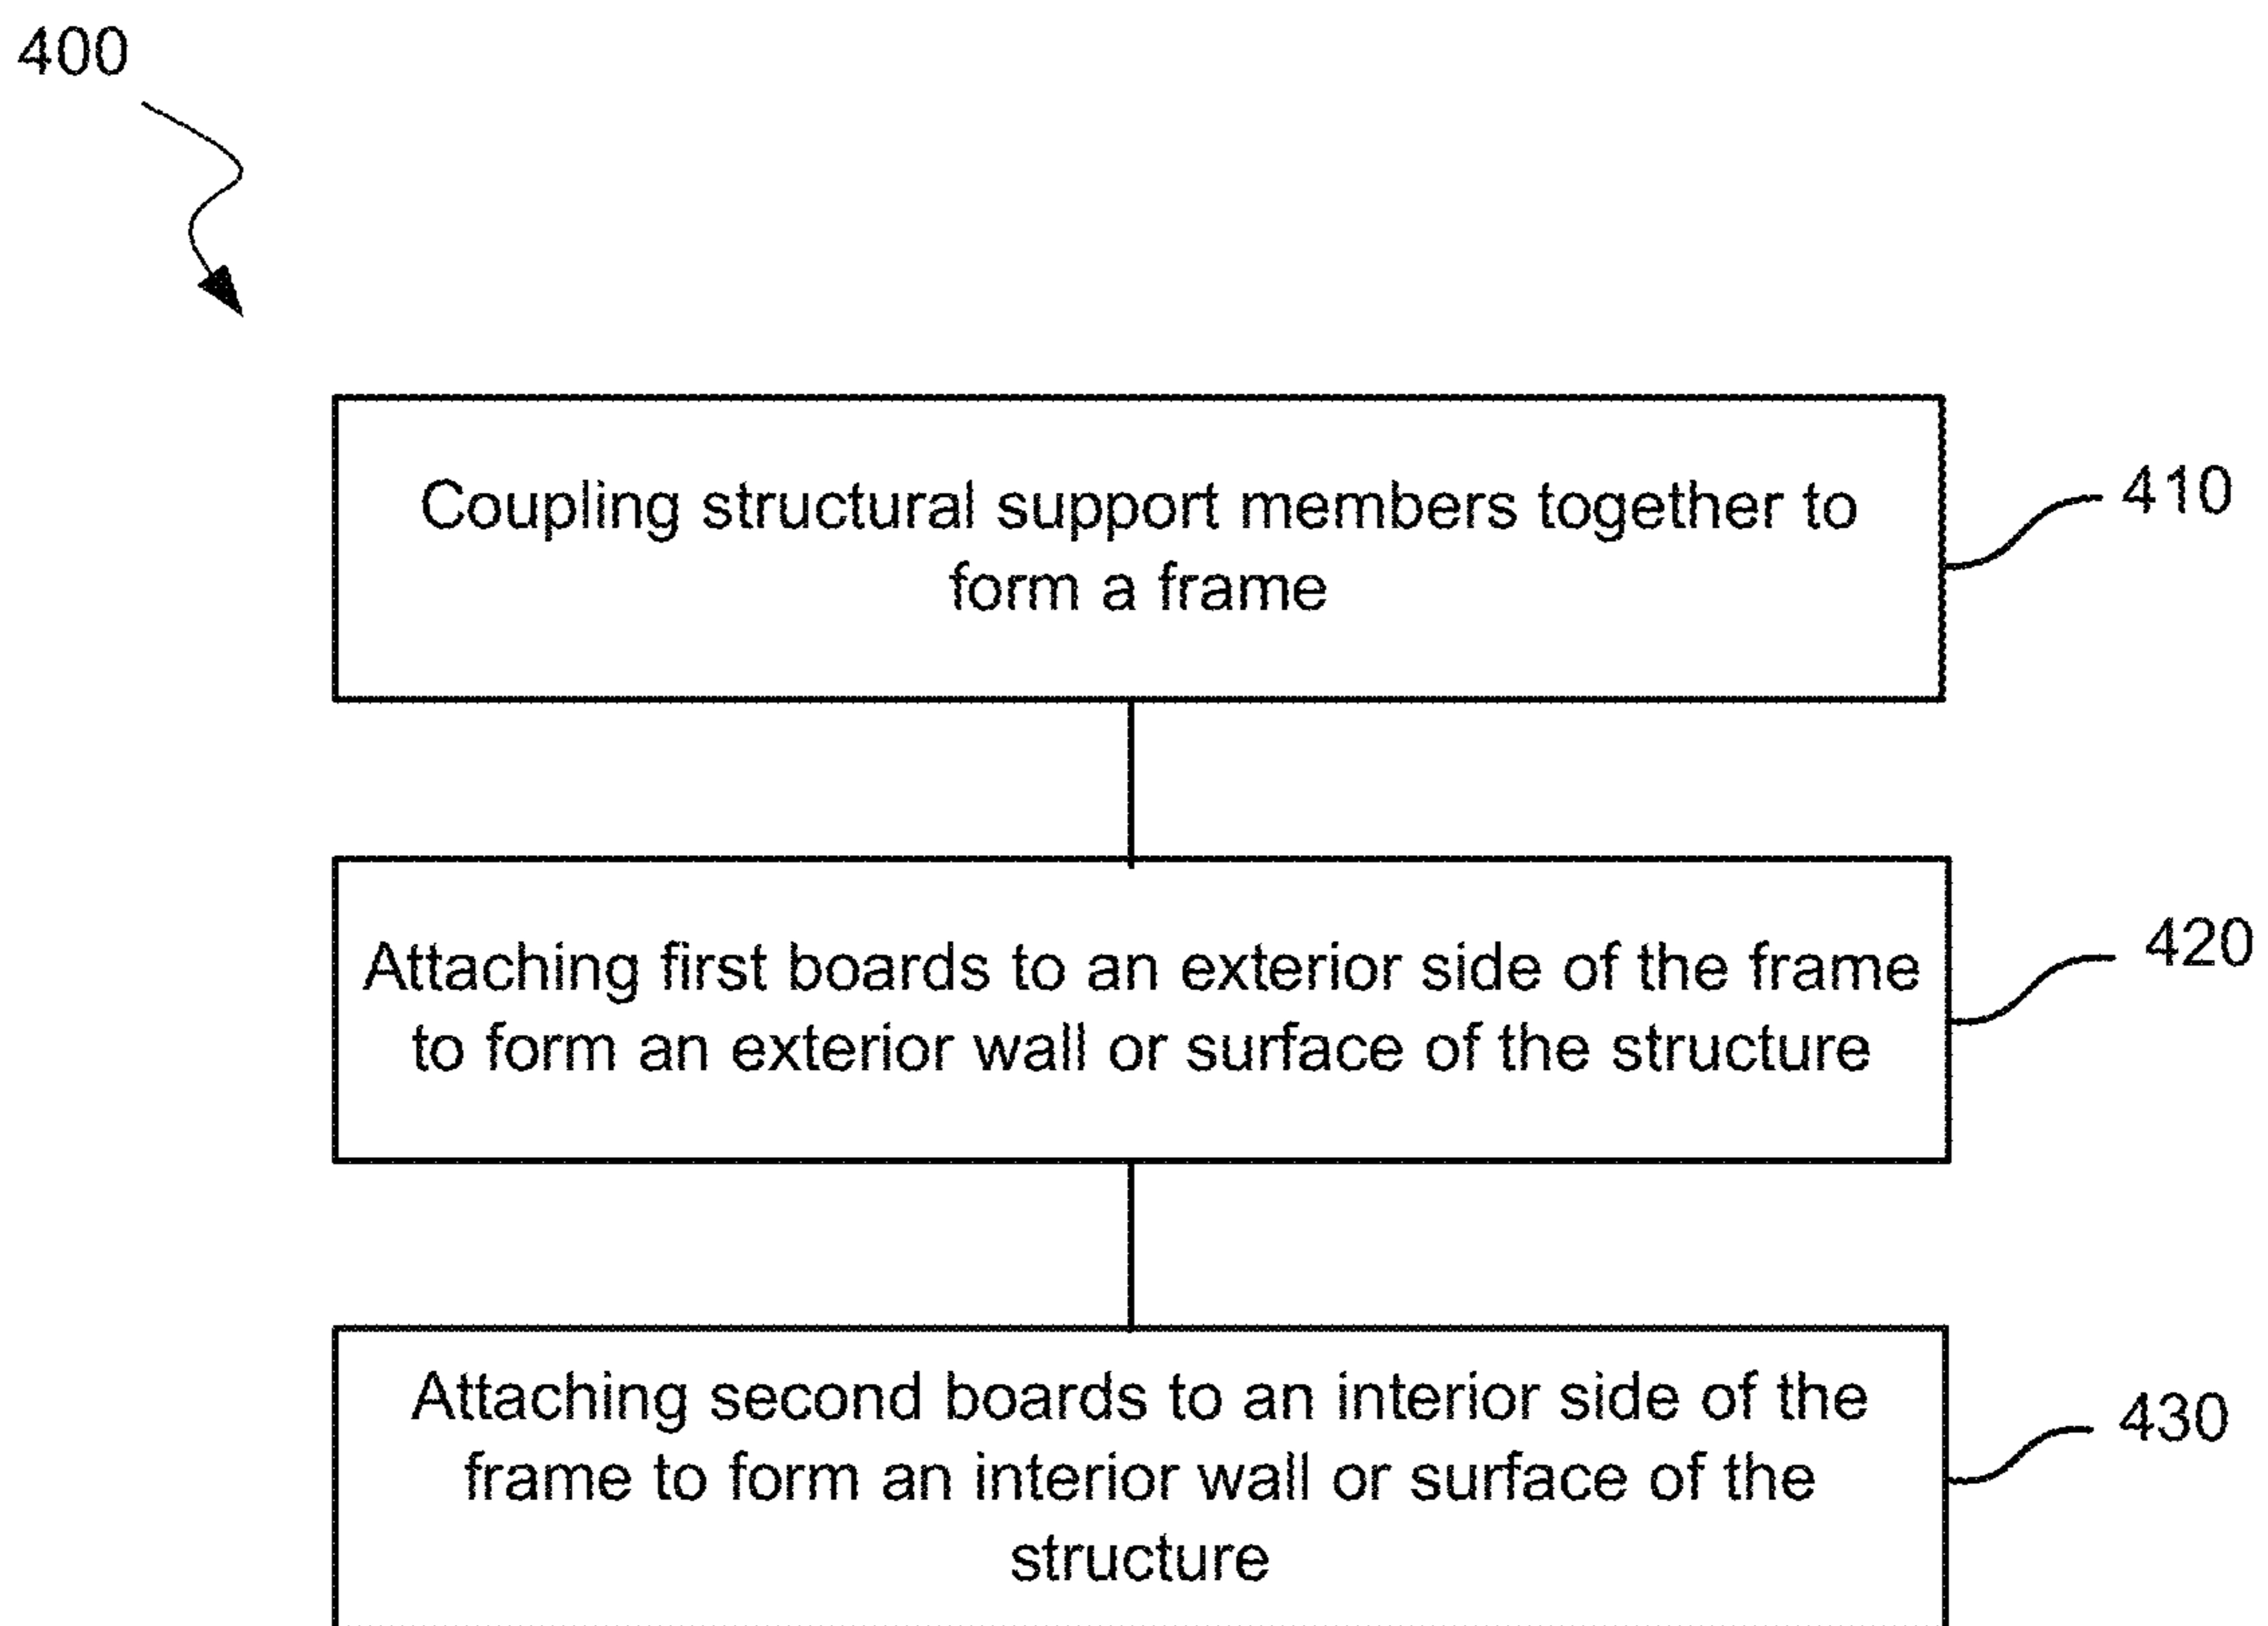 400
Coupling structural support members together to
form a frame
410
Attaching first boards to an exterior side of the frame
to form an exterior wall or surface of the structure
420
Attaching second boards to an interior side of the
frame to form an interior wall or surface of the
structure
430